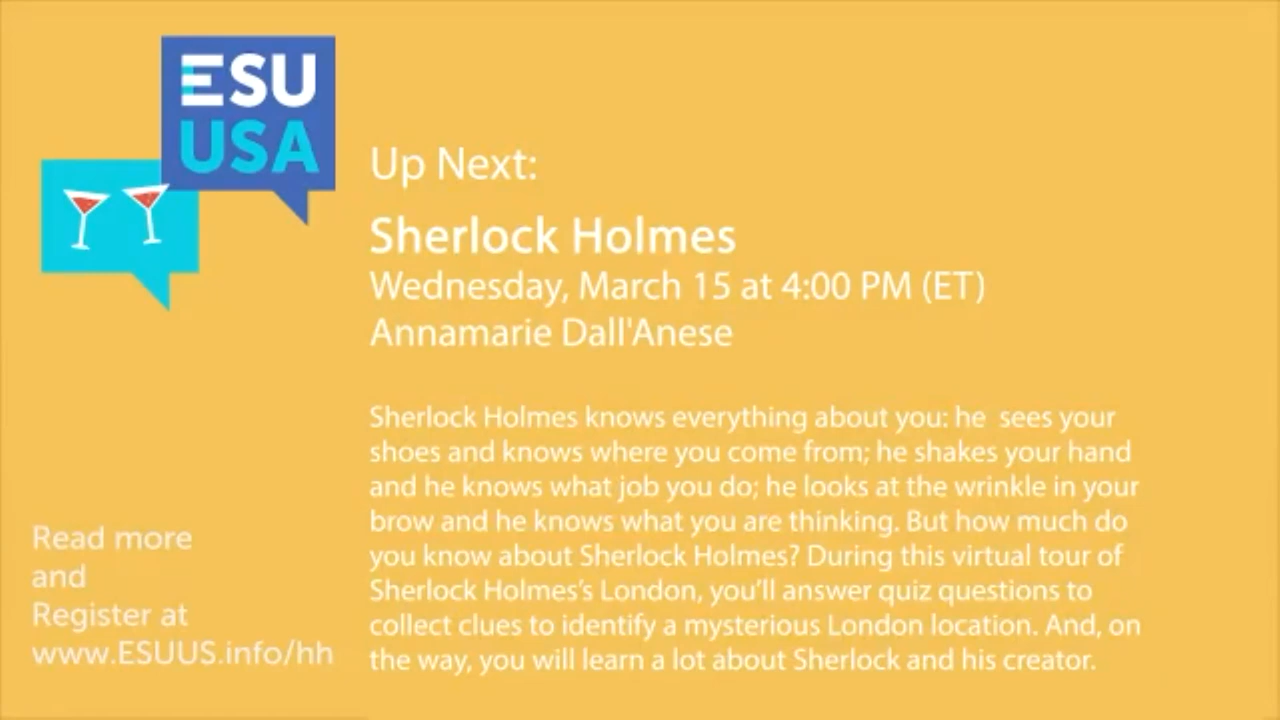 ESU
USA
Up Next:
Sherlock Holmes
Wednesday, March 15 at 4:00 PM (ET)
Annamarie Dall'Anese
Sherlock Holmes knows everything about you: he  sees your
shoes and knows where you come from; he shakes your hand
and he knows what job you do; he looks at the wrinkle in your
brow and he knows what you are thinking. But how much do
you know about Sherlock Holmes? During this virtual tour of
Sherlock Holmes’s London, you’ll answer quiz questions to
collect clues to identify a mysterious London location. And, on
the way, you will learn a lot about Sherlock and his creator.
Read more
and
Register at
www.ESUUS.info/hh